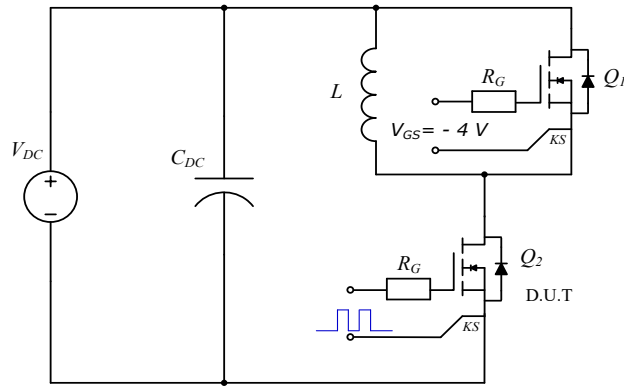 R_G
Q_1
L
V_GS = - 4 V
KS
C_DC
V_DC
Q_2
R_G
D.U.T
KS